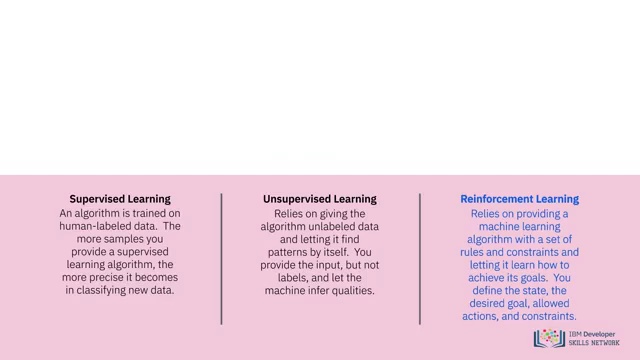 Supervised Learning
An algorithm is trained on
human-labeled data.  The
more samples you
provide a supervised
learning algorithm, the
more precise it becomes
in classifying new data.
Unsupervised Learning
Relies on giving the
algorithm unlabeled data
and letting it find
patterns by itself.  You
provide the input, but not
labels, and let the
machine infer qualities.
Reinforcement Learning
Relies on providing a
machine learning
algorithm with a set of
rules and constraints and
letting it learn how to
achieve its goals.  You
define the state, the
desired goal, allowed
actions, and constraints.
IBM Developer
SKILLS NETWORK